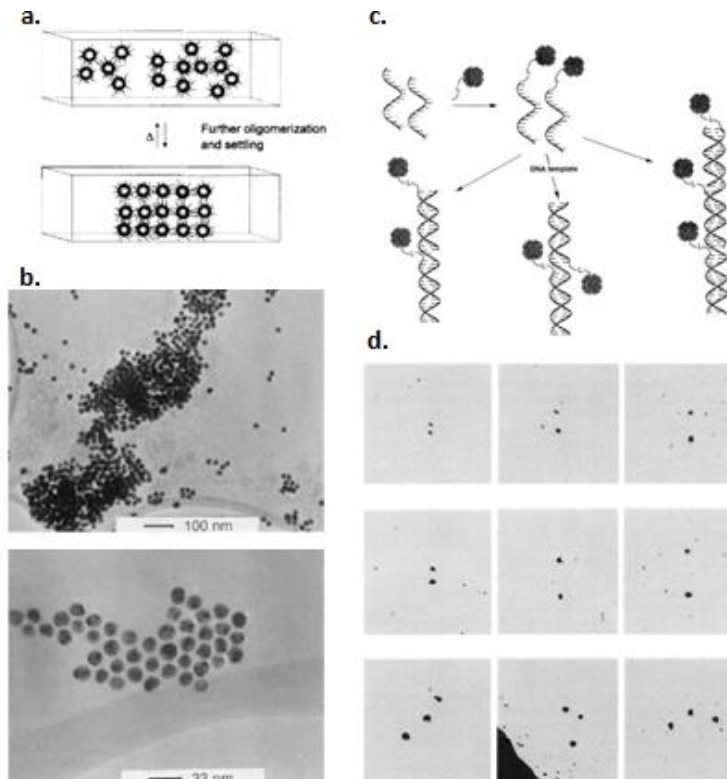 a.
Δ
Further oligomerization
and settling
b.
100 nm
33 nm
c.
DNA template
d.